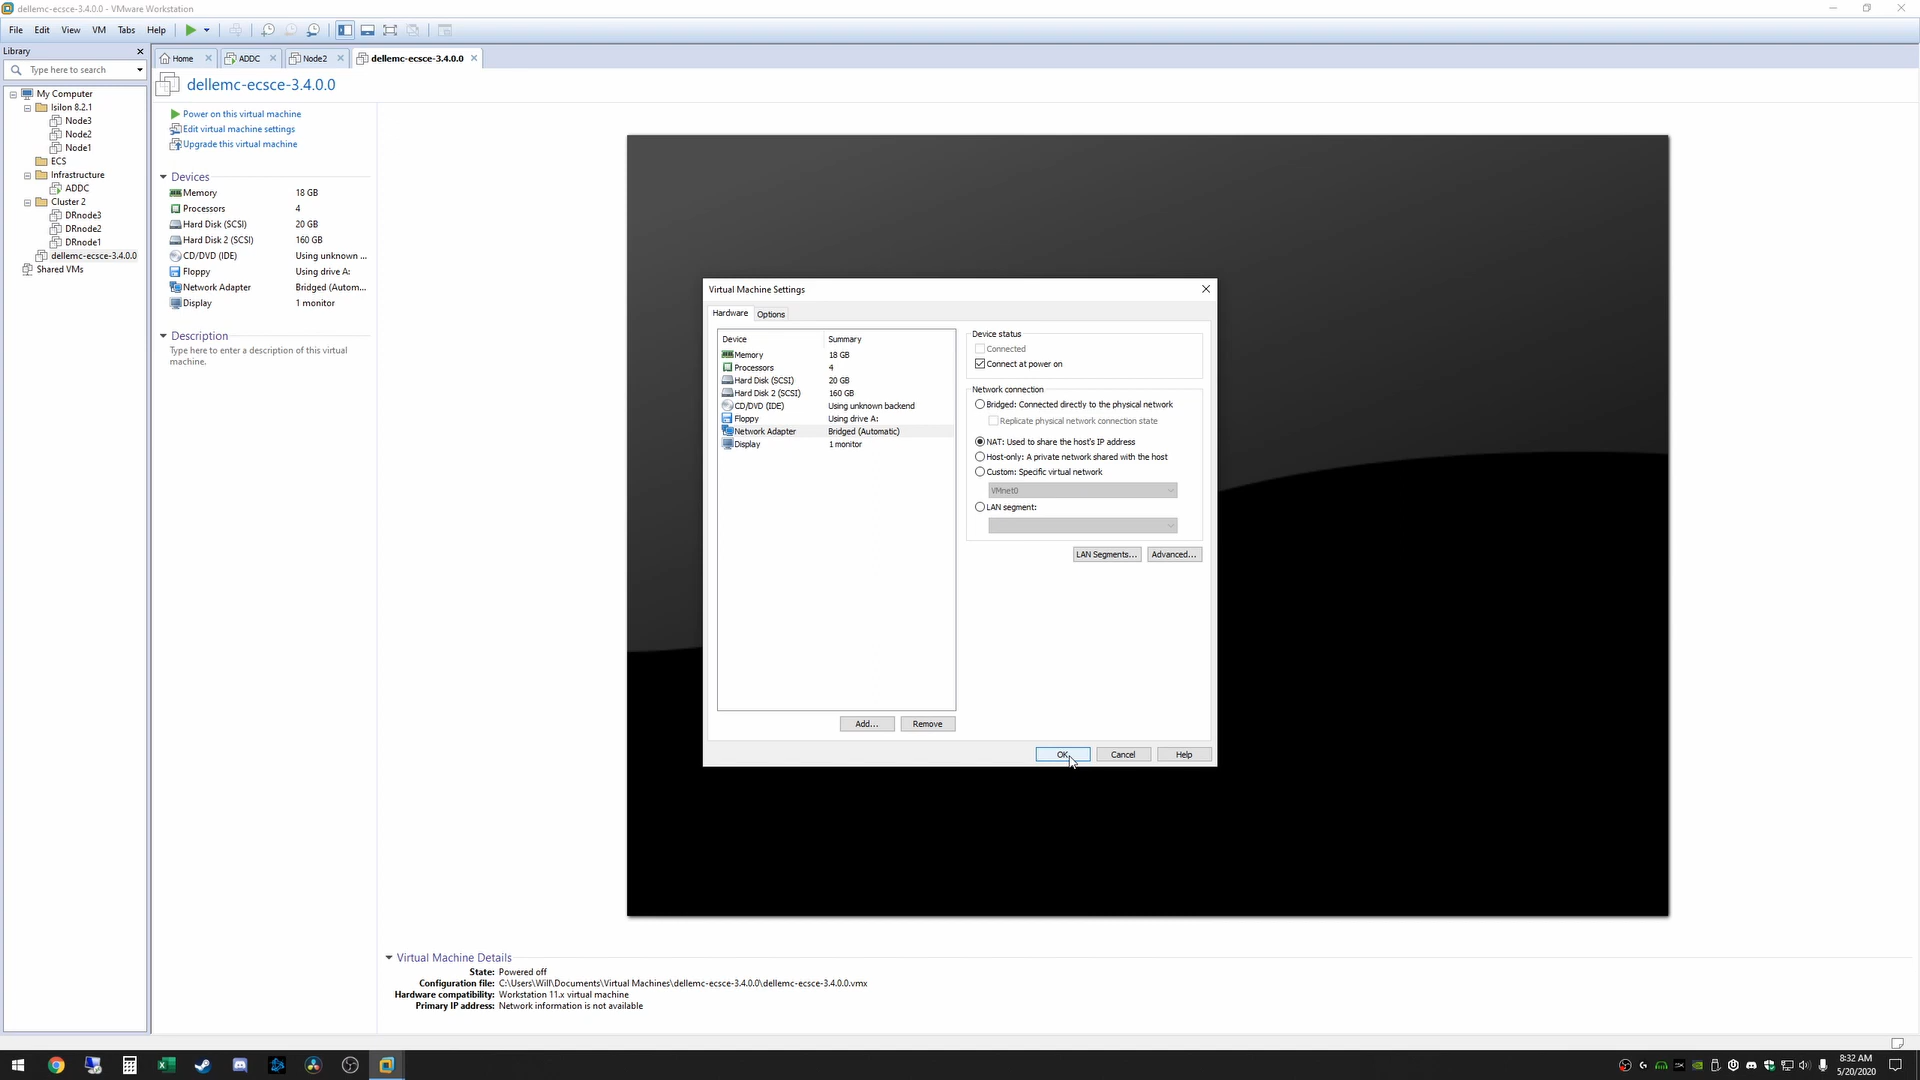 dellemc-ecsce-3.4.0.0 - VMware Workstation
File Edit View VM Tabs Help
Library
Type here to search
My Computer
Isilon 8.2.1
Node3
Node2
Node1
ECS
Infrastructure
ADDC
Cluster 2
DRnode3
DRnode2
DRnode1
dellemc-ecsce-3.4.0.0
Shared VMs
Home ADDC Node2 dellemc-ecsce-3.4.0.0
dellemc-ecsce-3.4.0.0
Power on this virtual machine
Edit virtual machine settings
Upgrade this virtual machine
Devices
Memory 18 GB
Processors 4
Hard Disk (SCSI) 20 GB
Hard Disk 2 (SCSI) 160 GB
CD/DVD (IDE) Using unknown ...
Floppy Using drive A:
Network Adapter Bridged (Autom...
Display 1 monitor
Description
Type here to enter a description of this virtual
machine.
Virtual Machine Settings
Hardware Options
Device Summary
Memory 18 GB
Processors 4
Hard Disk (SCSI) 20 GB
Hard Disk 2 (SCSI) 160 GB
CD/DVD (IDE) Using unknown backend
Floppy Using drive A:
Network Adapter Bridged (Automatic)
Display 1 monitor
Add... Remove
Device status
Connected
Connect at power on
Network connection
Bridged: Connected directly to the physical network
Replicate physical network connection state
NAT: Used to share the host's IP address
Host-only: A private network shared with the host
Custom: Specific virtual network
VMnet0
LAN segment:
LAN Segments... Advanced...
OK Cancel Help
Virtual Machine Details
State: Powered off
Configuration file: C:\Users\Will\Documents\Virtual Machines\dellemc-ecsce-3.4.0.0\dellemc-ecsce-3.4.0.0.vmx
Hardware compatibility: Workstation 11.x virtual machine
Primary IP address: Network information is not available
8:32 AM
5/20/2020